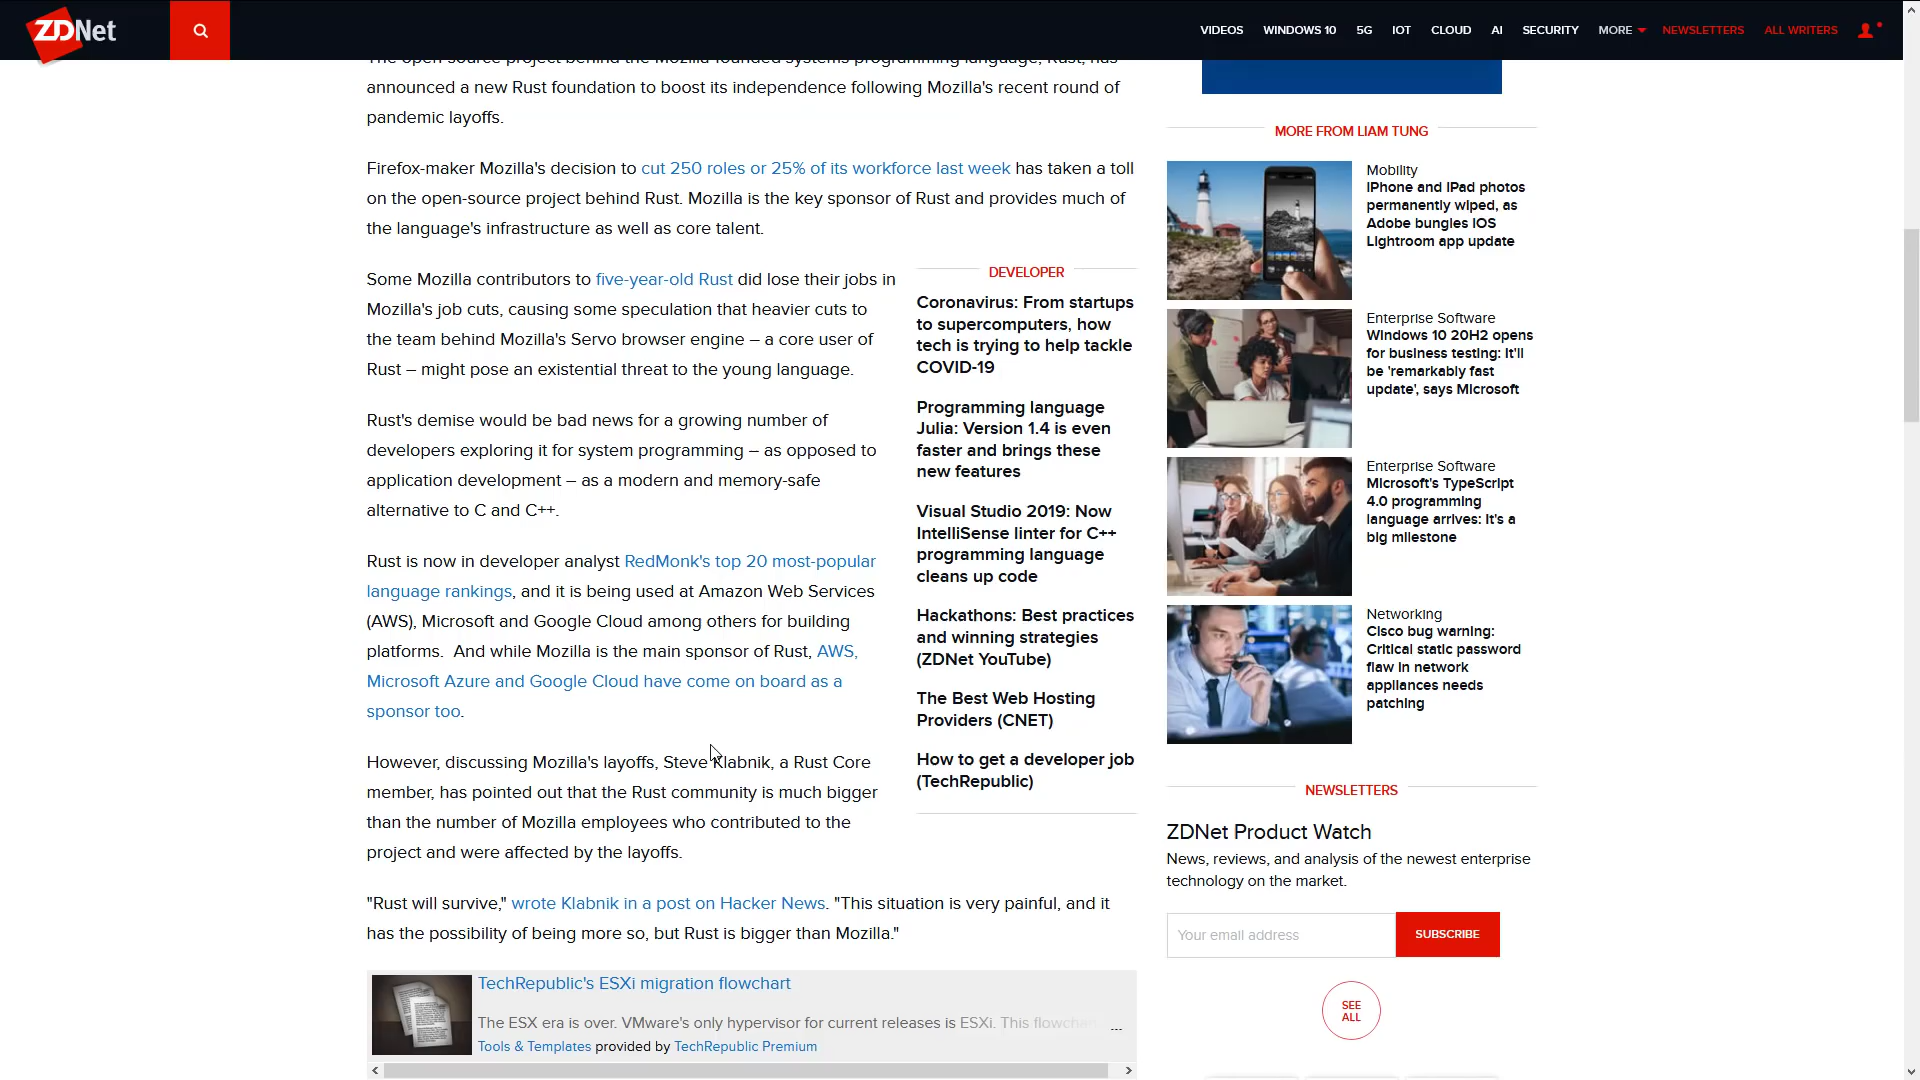 ZDNet
VIDEOS
WINDOWS 10
5G
IOT
CLOUD
AI
SECURITY
MORE
NEWSLETTERS
ALL WRITERS
The open source project behind the Mozilla-founded systems programming language, Rust, has
announced a new Rust foundation to boost its independence following Mozilla's recent round of
pandemic layoffs.
Firefox-maker Mozilla's decision to cut 250 roles or 25% of its workforce last week has taken a toll
on the open-source project behind Rust. Mozilla is the key sponsor of Rust and provides much of
the language's infrastructure as well as core talent.
Some Mozilla contributors to five-year-old Rust did lose their jobs in
Mozilla's job cuts, causing some speculation that heavier cuts to
the team behind Mozilla's Servo browser engine – a core user of
Rust – might pose an existential threat to the young language.
Rust's demise would be bad news for a growing number of
developers exploring it for system programming – as opposed to
application development – as a modern and memory-safe
alternative to C and C++.
Rust is now in developer analyst RedMonk's top 20 most-popular
language rankings, and it is being used at Amazon Web Services
(AWS), Microsoft and Google Cloud among others for building
platforms.  And while Mozilla is the main sponsor of Rust, AWS,
Microsoft Azure and Google Cloud have come on board as a
sponsor too.
However, discussing Mozilla's layoffs, Steve Klabnik, a Rust Core
member, has pointed out that the Rust community is much bigger
than the number of Mozilla employees who contributed to the
project and were affected by the layoffs.
"Rust will survive," wrote Klabnik in a post on Hacker News. "This situation is very painful, and it
has the possibility of being more so, but Rust is bigger than Mozilla."
TechRepublic's ESXi migration flowchart
The ESX era is over. VMware's only hypervisor for current releases is ESXi. This flowchart ...
Tools & Templates provided by TechRepublic Premium
DEVELOPER
Coronavirus: From startups
to supercomputers, how
tech is trying to help tackle
COVID-19
Programming language
Julia: Version 1.4 is even
faster and brings these
new features
Visual Studio 2019: Now
IntelliSense linter for C++
programming language
cleans up code
Hackathons: Best practices
and winning strategies
(ZDNet YouTube)
The Best Web Hosting
Providers (CNET)
How to get a developer job
(TechRepublic)
MORE FROM LIAM TUNG
Mobility
iPhone and iPad photos
permanently wiped, as
Adobe bungles iOS
Lightroom app update
Enterprise Software
Windows 10 20H2 opens
for business testing: It'll
be 'remarkably fast
update', says Microsoft
Enterprise Software
Microsoft's TypeScript
4.0 programming
language arrives: It's a
big milestone
Networking
Cisco bug warning:
Critical static password
flaw in network
appliances needs
patching
NEWSLETTERS
ZDNet Product Watch
News, reviews, and analysis of the newest enterprise
technology on the market.
Your email address
SUBSCRIBE
SEE
ALL